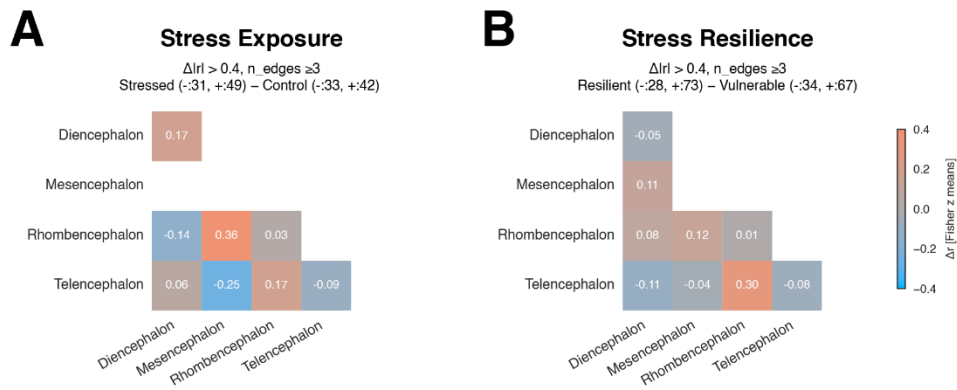 A
Stress Exposure
Δ|r| > 0.4, n_edges ≥3
Stressed (-:31, +:49) – Control (-:33, +:42)
Diencephalon
0.17
Mesencephalon
Rhombencephalon
-0.14 0.36 0.03
Telencephalon
0.06 -0.25 0.17 -0.09
Diencephalon
Mesencephalon
Rhombencephalon
Telencephalon
B
Stress Resilience
Δ|r| > 0.4, n_edges ≥3
Resilient (-:28, +:73) – Vulnerable (-:34, +:67)
Diencephalon
-0.05
Mesencephalon
0.11
Rhombencephalon
0.08 0.12 0.01
Telencephalon
-0.11 -0.04 0.30 -0.08
Diencephalon
Mesencephalon
Rhombencephalon
Telencephalon
0.4
0.2
0.0
−0.2
−0.4
Δr [Fisher z means]